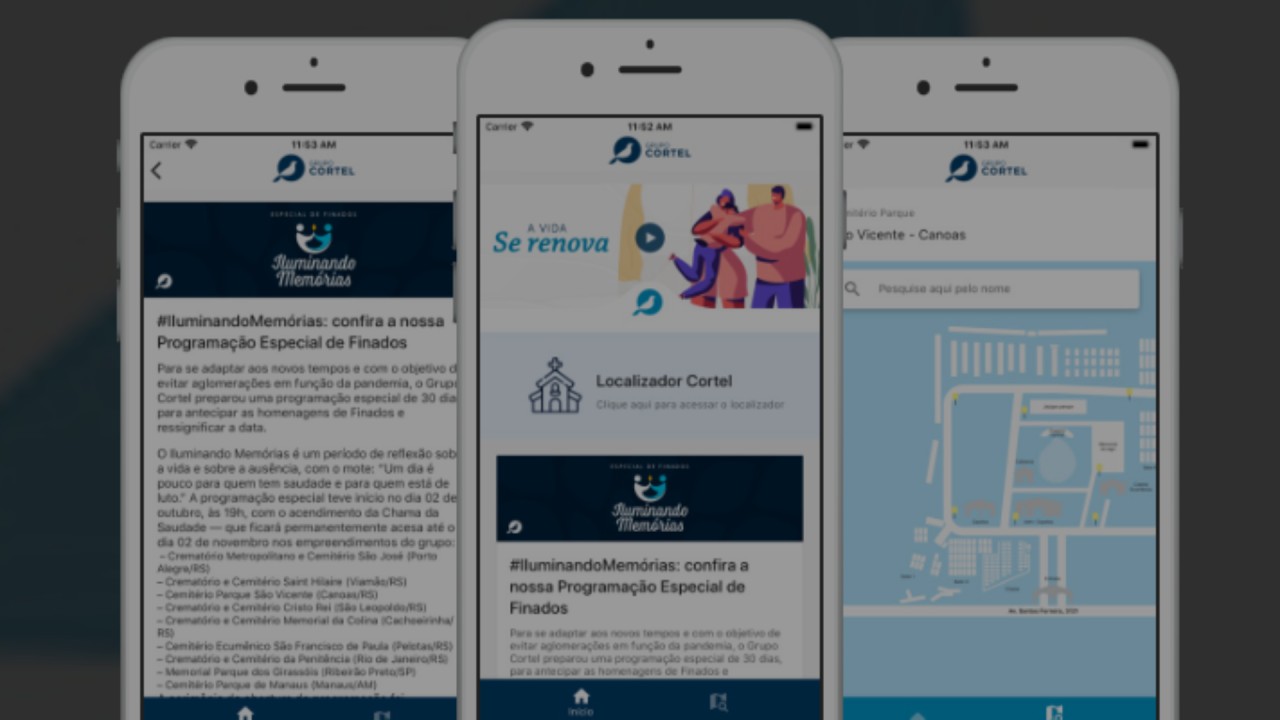 Carrier
11:53 AM
GRUPO
CORTEL
ESPECIAL DE FINADOS
Iluminando
Memórias
#IluminandoMemórias: confira a nossa
Programação Especial de Finados
Para se adaptar aos novos tempos e com o objetivo d
evitar aglomerações em função da pandemia, o Grupo
Cortel preparou uma programação especial de 30 dia
para antecipar as homenagens de Finados e
ressignificar a data.
O Iluminando Memórias é um período de reflexão sob
a vida e sobre a ausência, com o mote: "Um dia é
pouco para quem tem saudade e para quem está de
luto." A programação especial teve início no dia 02 de
outubro, às 19h, com o acendimento da Chama da
Saudade — que ficará permanentemente acesa até o
dia 02 de novembro nos empreendimentos do grupo:
– Crematório Metropolitano e Cemitério São José (Porto
Alegre/RS)
– Crematório e Cemitério Saint Hilaire (Viamão/RS)
– Cemitério Parque São Vicente (Canoas/RS)
– Crematório e Cemitério Cristo Rei (São Leopoldo/RS)
– Crematório e Cemitério Memorial da Colina (Cachoeirinha/
RS)
– Cemitério Ecumênico São Francisco de Paula (Pelotas/RS)
– Crematório e Cemitério da Penitência (Rio de Janeiro/RS)
– Memorial Parque dos Girassóis (Ribeirão Preto/SP)
– Cemitério Parque de Manaus (Manaus/AM)
Carrier
11:52 AM
GRUPO
CORTEL
A VIDA
Se renova
Localizador Cortel
Clique aqui para acessar o localizador
ESPECIAL DE FINADOS
Iluminando
Memórias
#IluminandoMemórias: confira a
nossa Programação Especial de
Finados
Para se adaptar aos novos tempos e com o objetivo de
evitar aglomerações em função da pandemia, o Grupo
Cortel preparou uma programação especial de 30 dias,
para antecipar as homenagens de Finados e
Início
er
11:53 AM
GRUPO
CORTEL
mitério Parque
o Vicente - Canoas
Pesquise aqui pelo nome